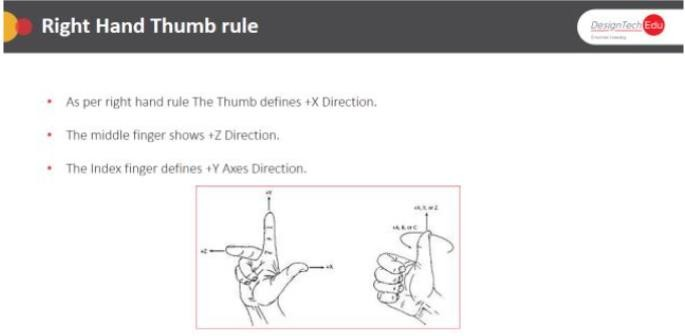 Right Hand Thumb rule
DesignTech Edu
• As per right hand rule The Thumb defines +X Direction.
• The middle finger shows +Z Direction.
• The Index finger defines +Y Axes Direction.
+Y
+Z
+X
+X, Y, or Z
+A, B, or C